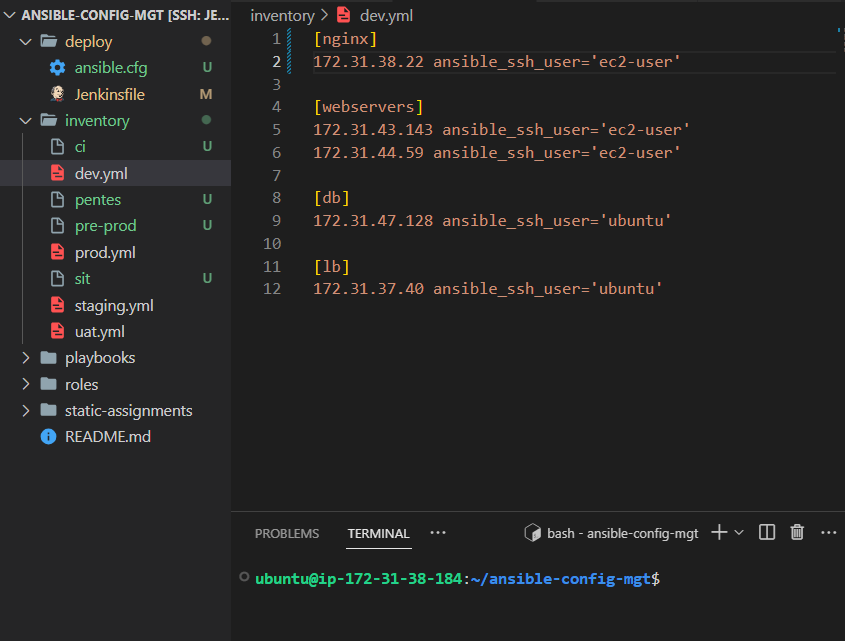 ANSIBLE-CONFIG-MGT [SSH: JE...
deploy
ansible.cfg U
Jenkinsfile M
inventory
ci U
dev.yml
pentes U
pre-prod U
prod.yml
sit U
staging.yml
uat.yml
playbooks
roles
static-assignments
README.md
inventory > dev.yml
1 [nginx]
2 172.31.38.22 ansible_ssh_user='ec2-user'
3
4 [webservers]
5 172.31.43.143 ansible_ssh_user='ec2-user'
6 172.31.44.59 ansible_ssh_user='ec2-user'
7
8 [db]
9 172.31.47.128 ansible_ssh_user='ubuntu'
10
11 [lb]
12 172.31.37.40 ansible_ssh_user='ubuntu'
PROBLEMS TERMINAL ... bash - ansible-config-mgt
ubuntu@ip-172-31-38-184:~/ansible-config-mgt$